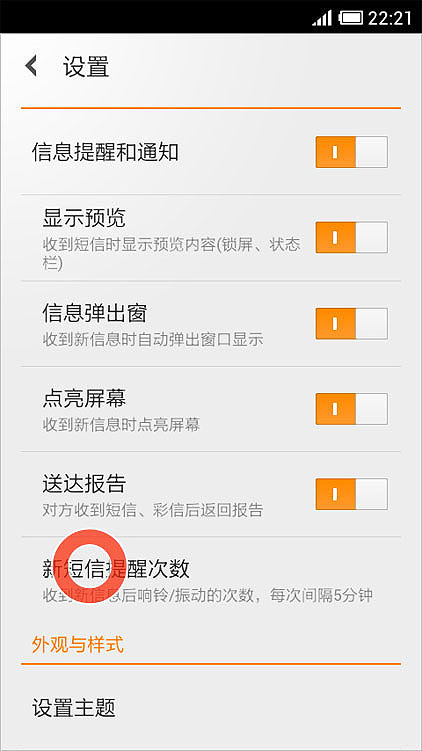 22:21
设置
信息提醒和通知
显示预览
收到短信时显示预览内容(锁屏、状态
栏)
信息弹出窗
收到新信息时自动弹出窗口显示
点亮屏幕
收到新信息时点亮屏幕
送达报告
对方收到短信、彩信后返回报告
新短信提醒次数
收到新信息后响铃/振动的次数，每次间隔5分钟
外观与样式
设置主题